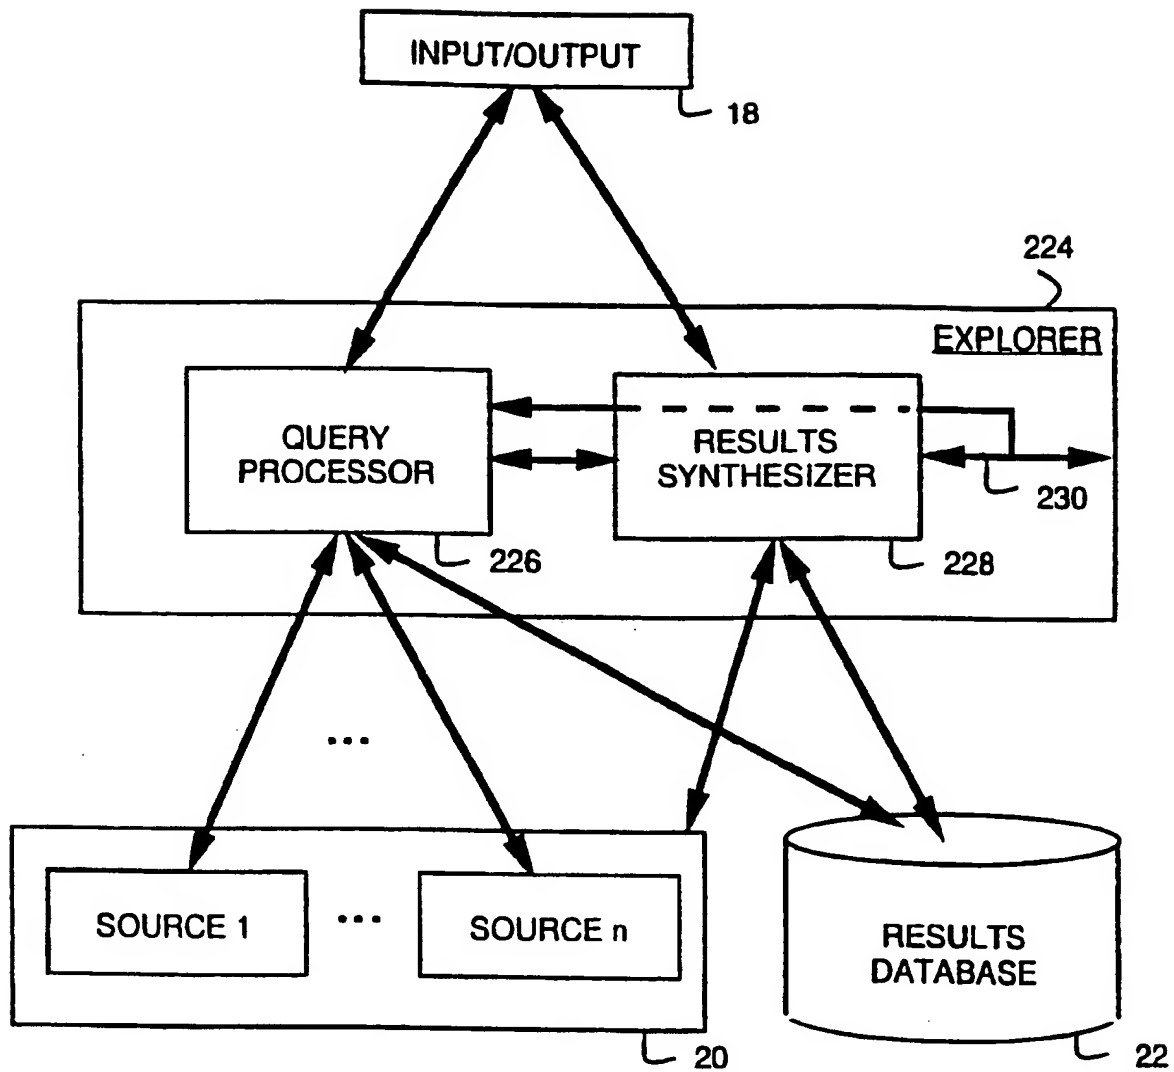 INPUT/OUTPUT
18
224
EXPLORER
QUERY
PROCESSOR
RESULTS
SYNTHESIZER
230
226
228
...
SOURCE 1
...
SOURCE n
RESULTS
DATABASE
20
22